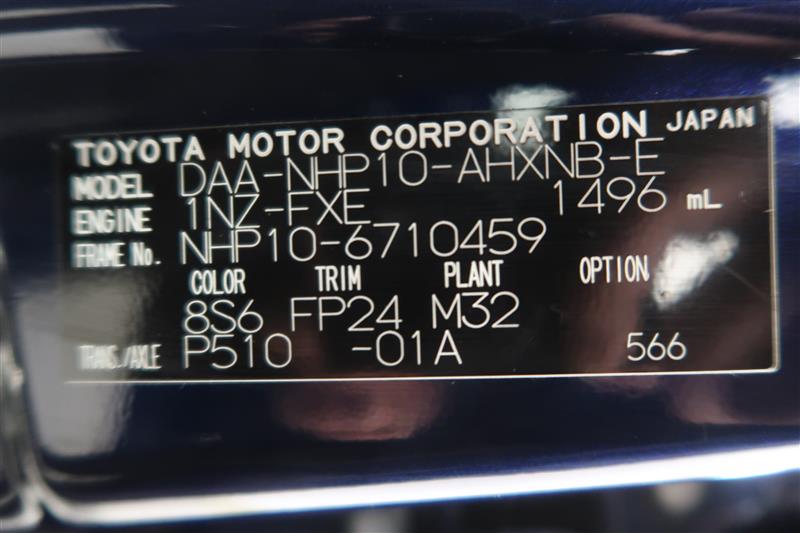 TOYOTA MOTOR CORPORATION JAPAN
MODEL DAA-NHP10-AHXNB-E
ENGINE 1NZ-FXE 1496 mL
FRAME No. NHP10-6710459
COLOR TRIM PLANT OPTION
8S6 FP24 M32
TRANS./AXLE P510 -01A 566